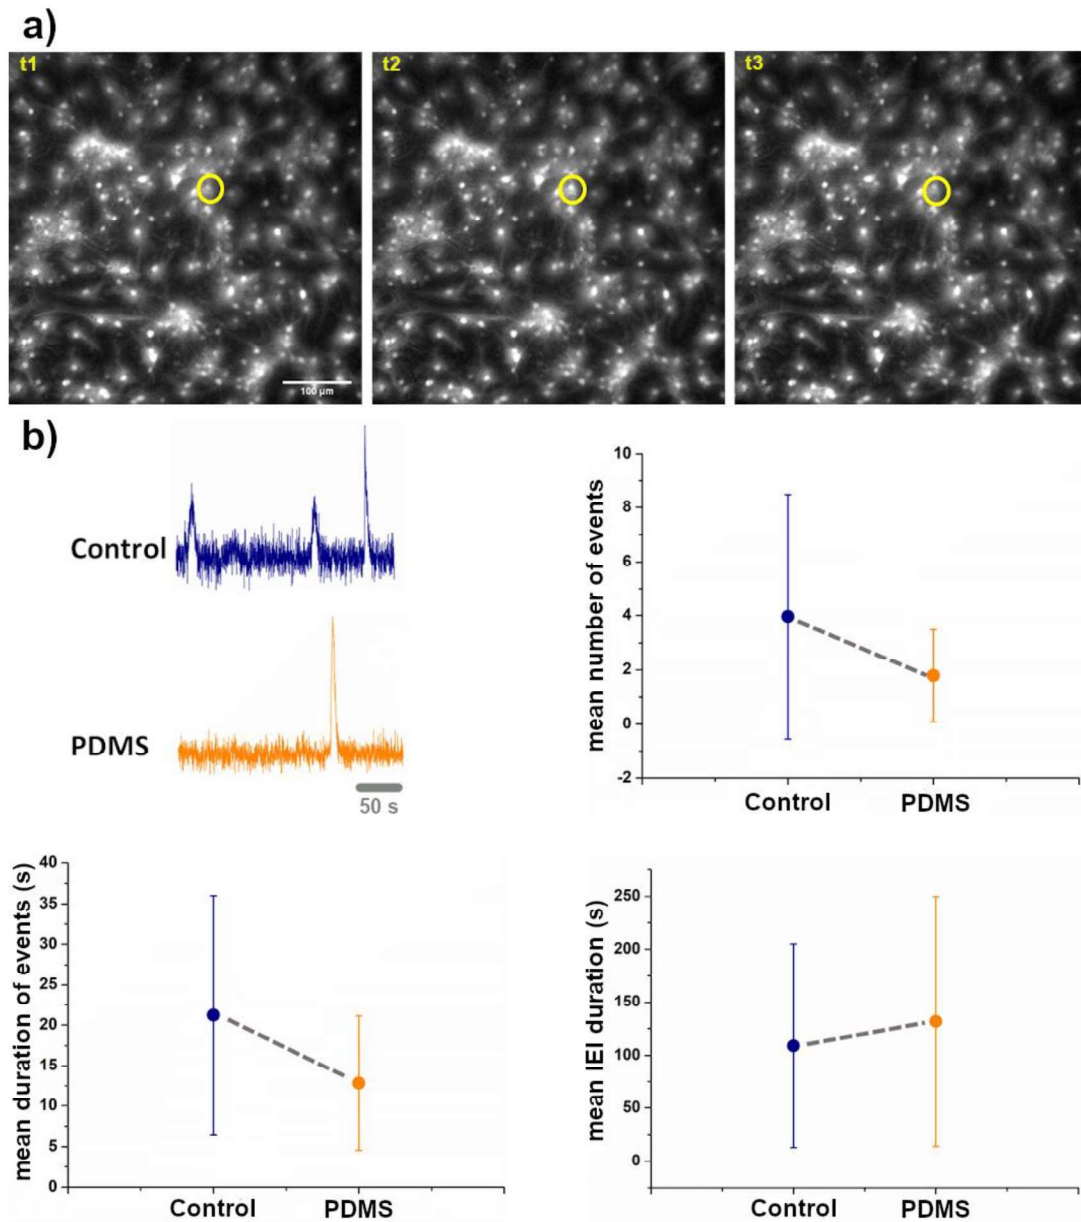 a)
t1
t2
t3
100 µm
b)
Control
PDMS
50 s
mean number of events
10
8
6
4
2
0
-2
Control
PDMS
mean duration of events (s)
40
35
30
25
20
15
10
5
0
Control
PDMS
mean IEI duration (s)
250
200
150
100
50
0
Control
PDMS